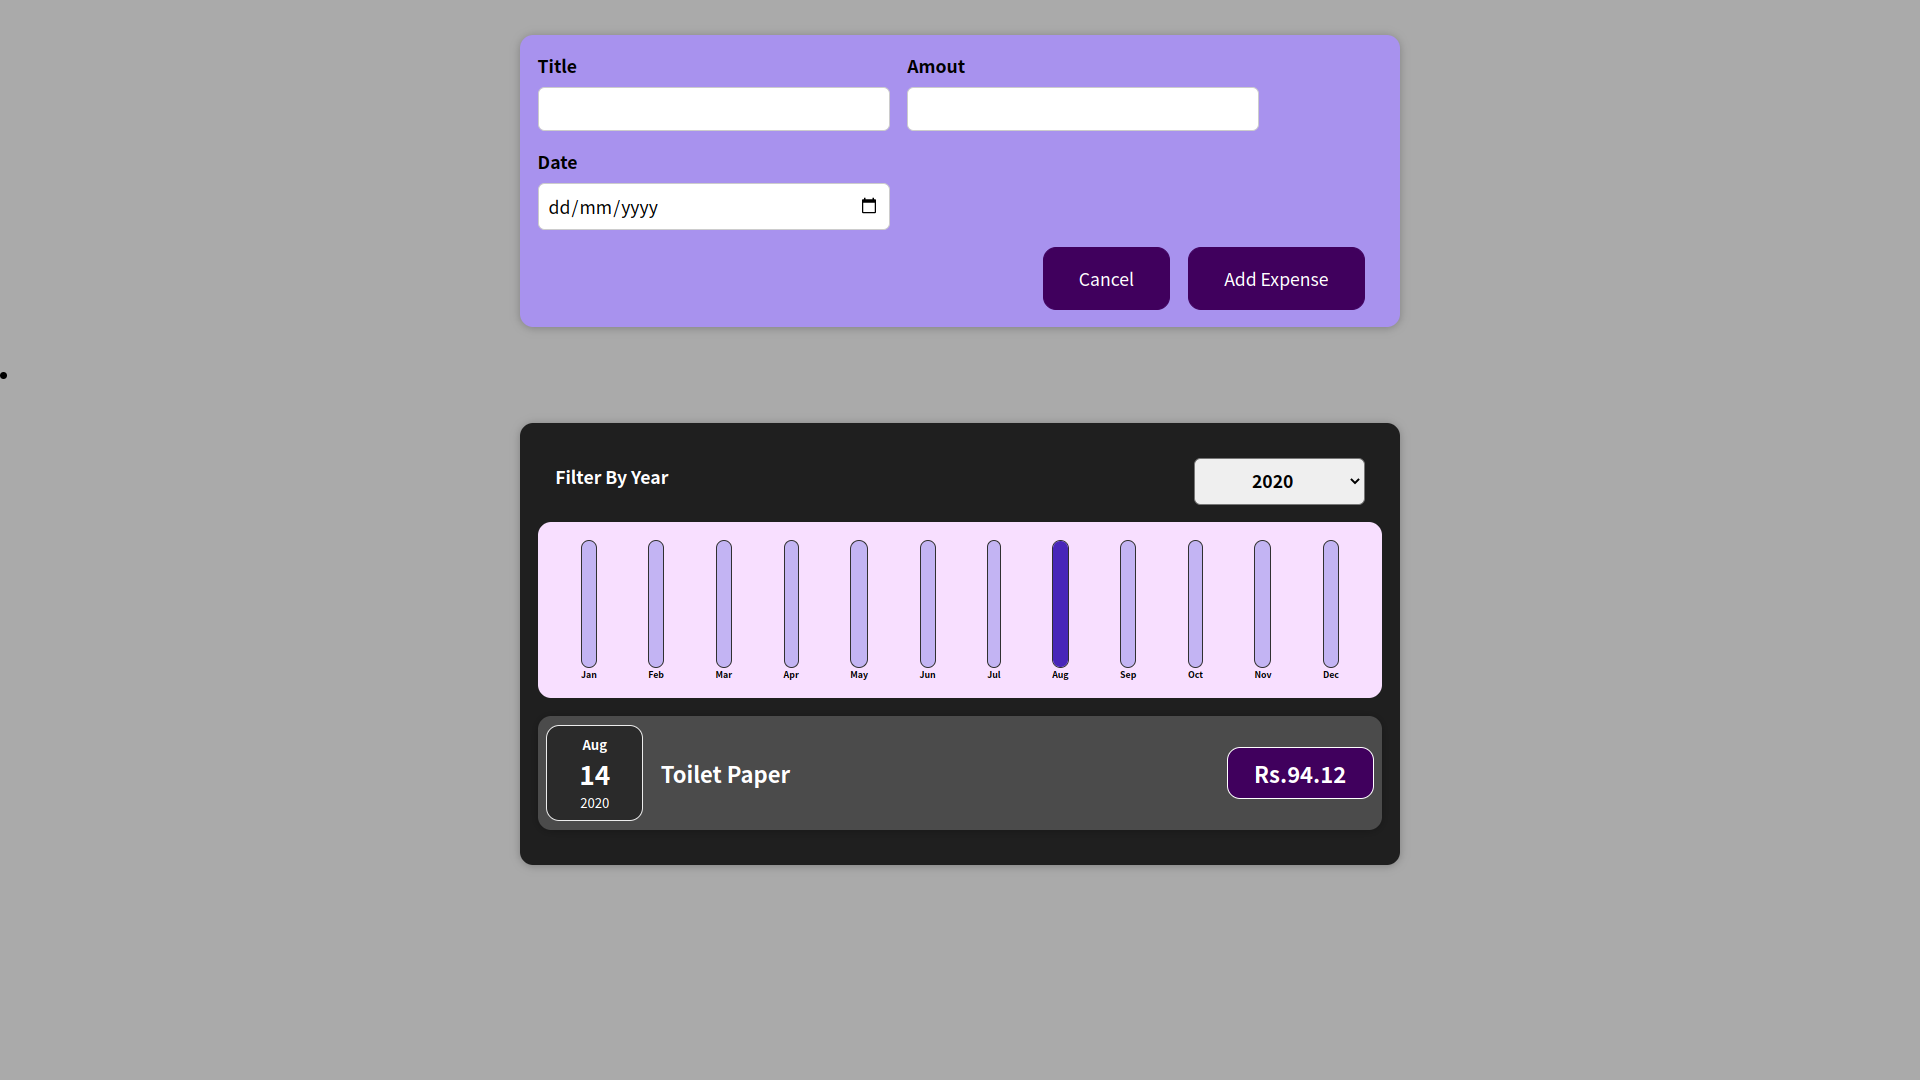 Title
Amout
Date
dd/mm/yyyy
Cancel
Add Expense
Filter By Year
2020
Jan
Feb
Mar
Apr
May
Jun
Jul
Aug
Sep
Oct
Nov
Dec
Aug
14
2020
Toilet Paper
Rs.94.12